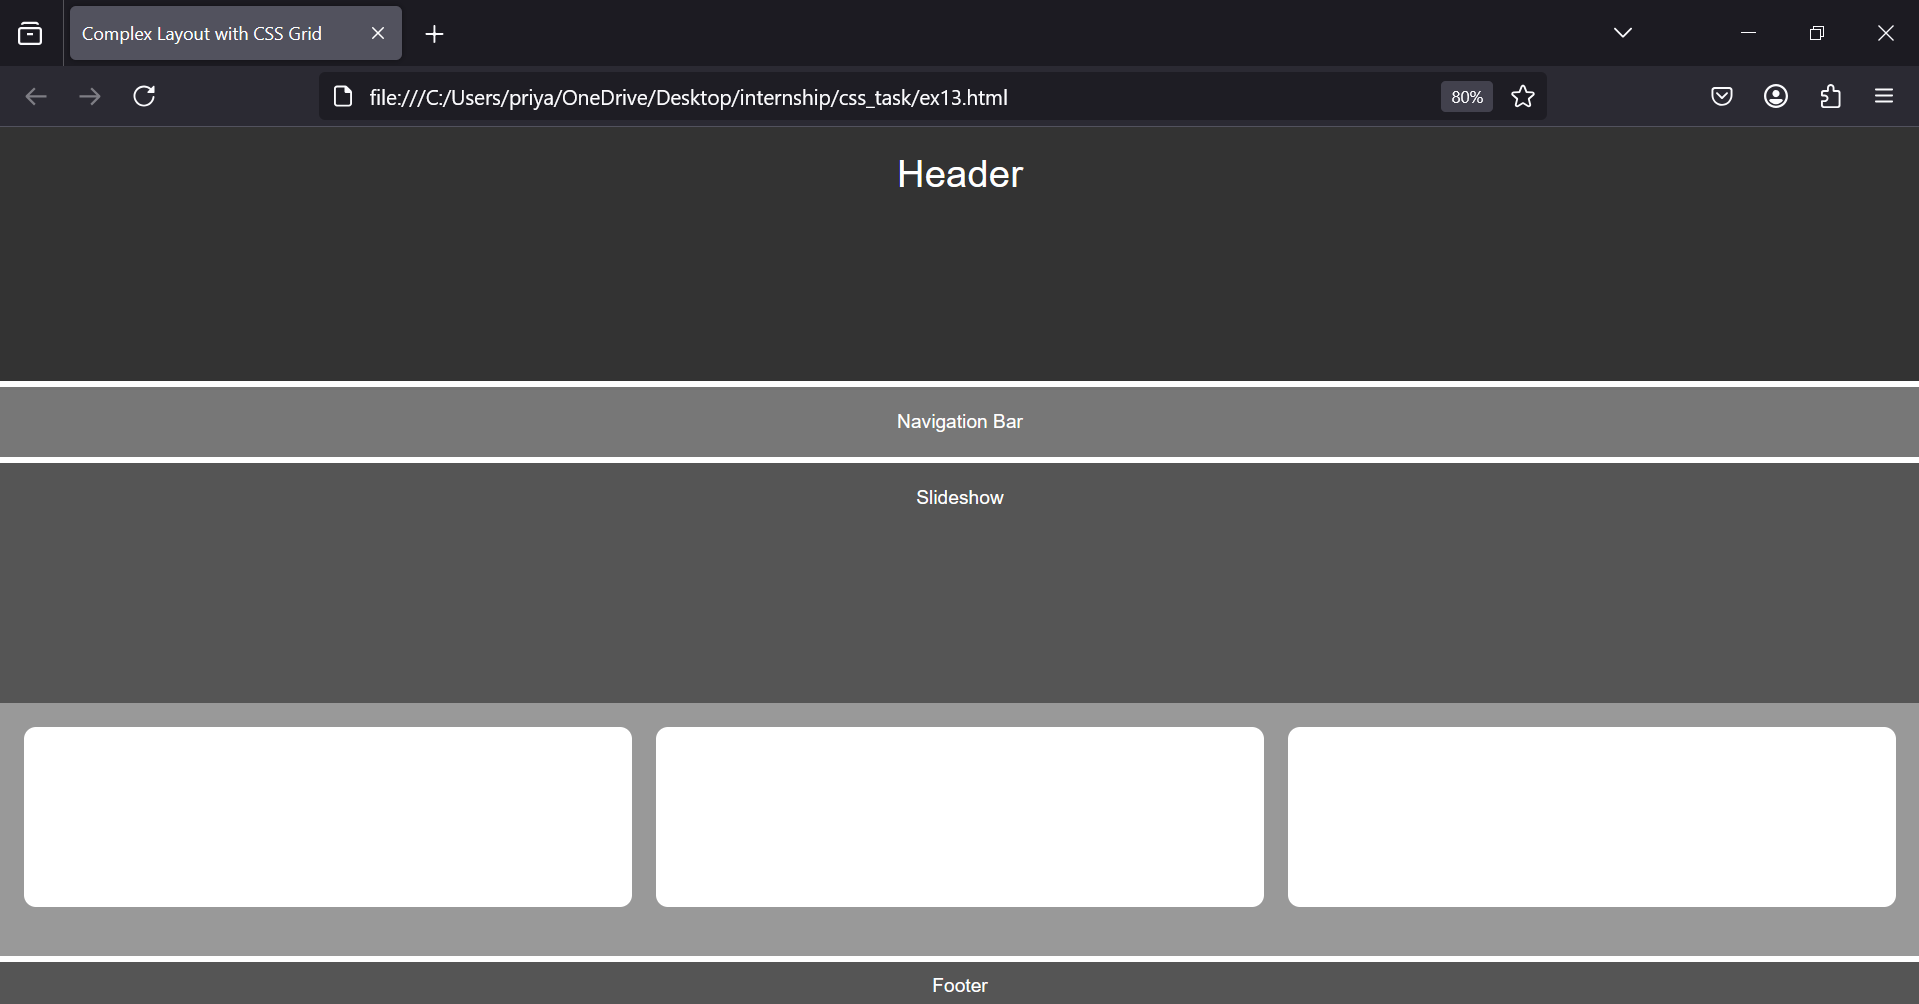 Complex Layout with CSS Grid
file:///C:/Users/priya/OneDrive/Desktop/internship/css_task/ex13.html
80%
Header
Navigation Bar
Slideshow
Footer